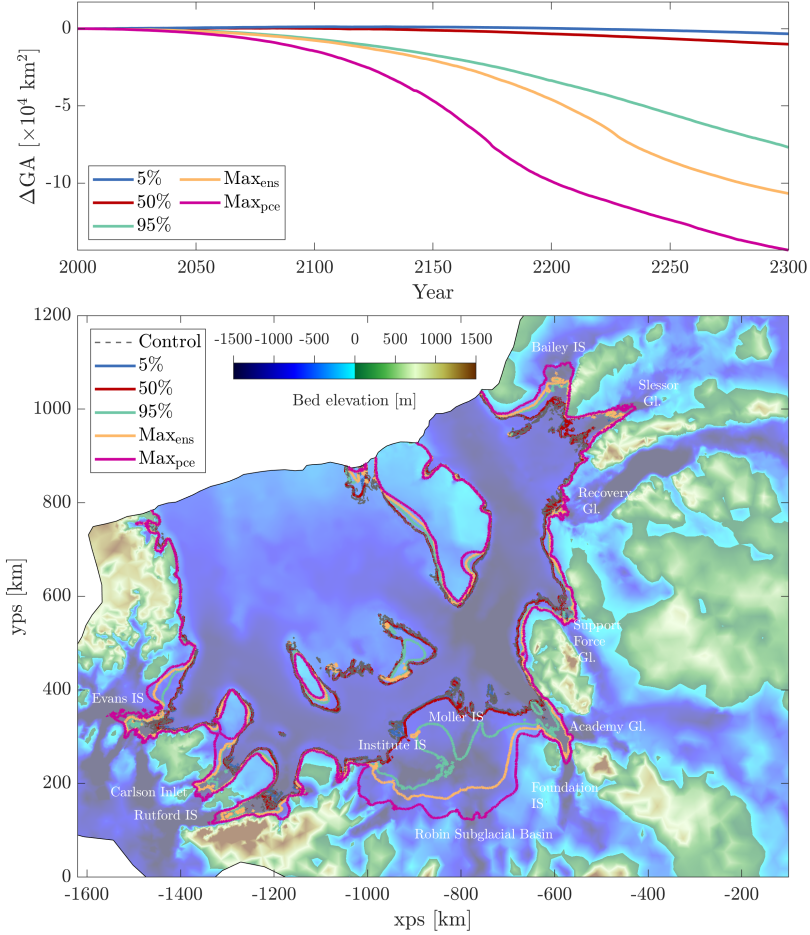 0
-5
-10
ΔGA [×10⁴ km²]
5%
50%
95%
Max_ens
Max_pce
2000 2050 2100 2150 2200 2250 2300
Year
1200
1000
800
600
400
200
0
yps [km]
Control
5%
50%
95%
Max_ens
Max_pce
-1500 -1000 -500 0 500 1000 1500
Bed elevation [m]
Bailey IS
Slessor
Gl.
Recovery
Gl.
Support
Force
Gl.
Evans IS
Moller IS
Academy Gl.
Institute IS
Carlson Inlet
Foundation
IS
Rutford IS
Robin Subglacial Basin
-1600 -1400 -1200 -1000 -800 -600 -400 -200
xps [km]